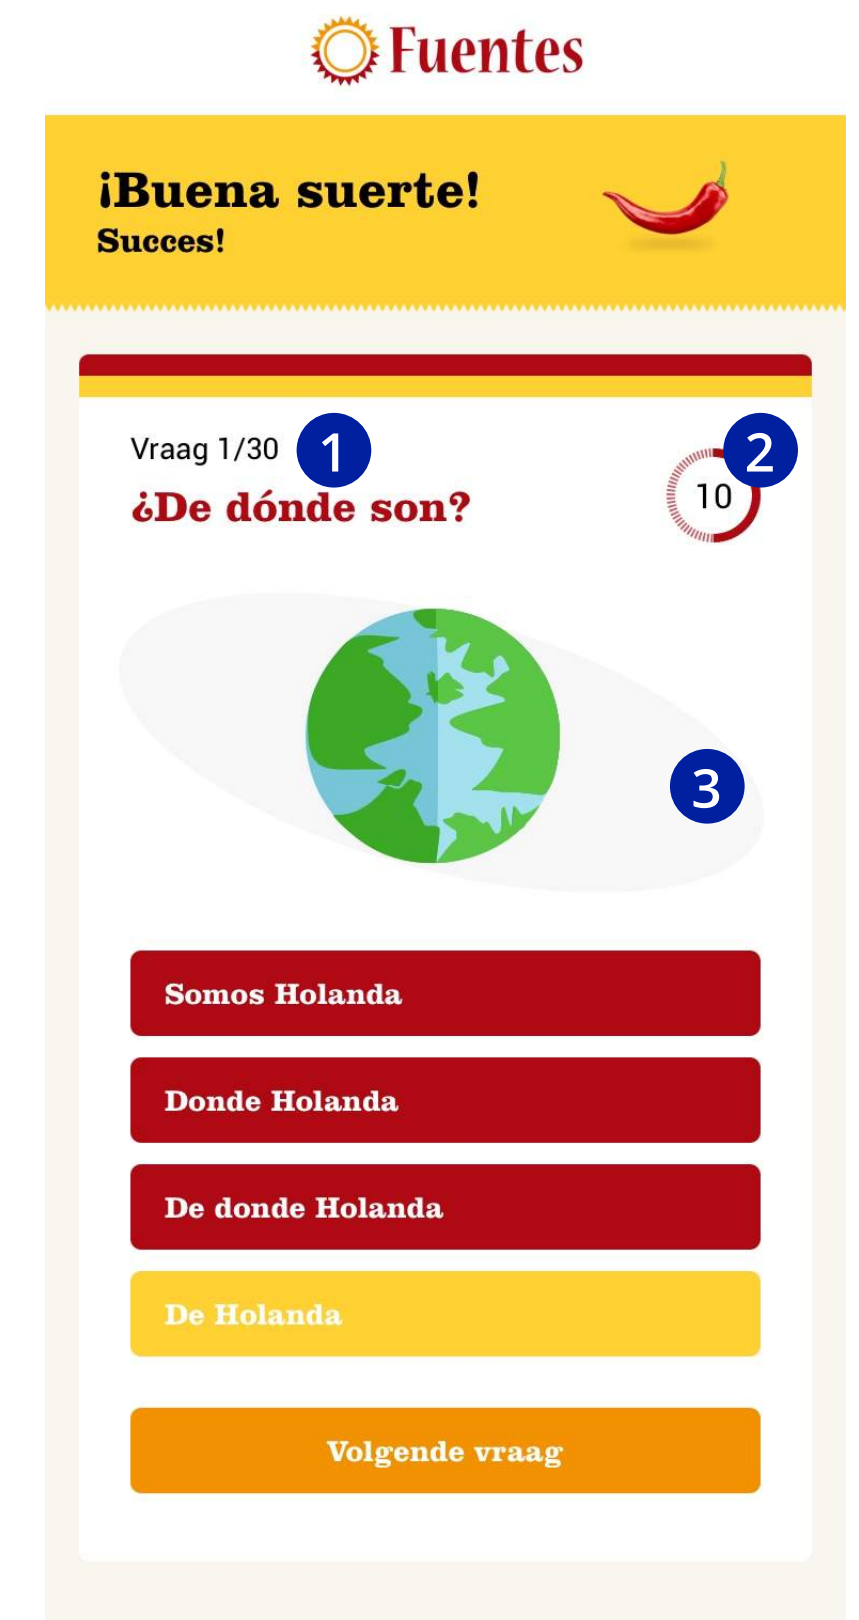 Fuentes
¡Buena suerte!
Succes!
Vraag 1/30
1
2
¿De dónde son?
10
3
Somos Holanda
Donde Holanda
De donde Holanda
De Holanda
Volgende vraag